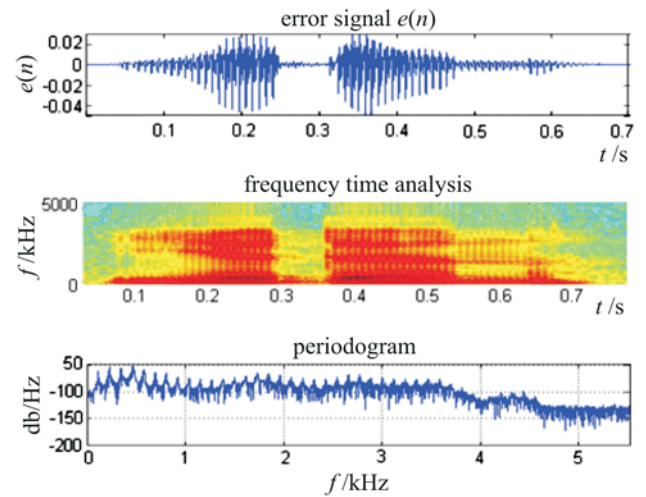 error signal e(n)
e(n)
0.02
0
-0.02
-0.04
0.1 0.2 0.3 0.4 0.5 0.6 0.7
t /s
frequency time analysis
f /kHz
5000
0
0.1 0.2 0.3 0.4 0.5 0.6 0.7
t /s
periodogram
db/Hz
50
-100
-150
-200
0 1 2 3 4 5
f /kHz